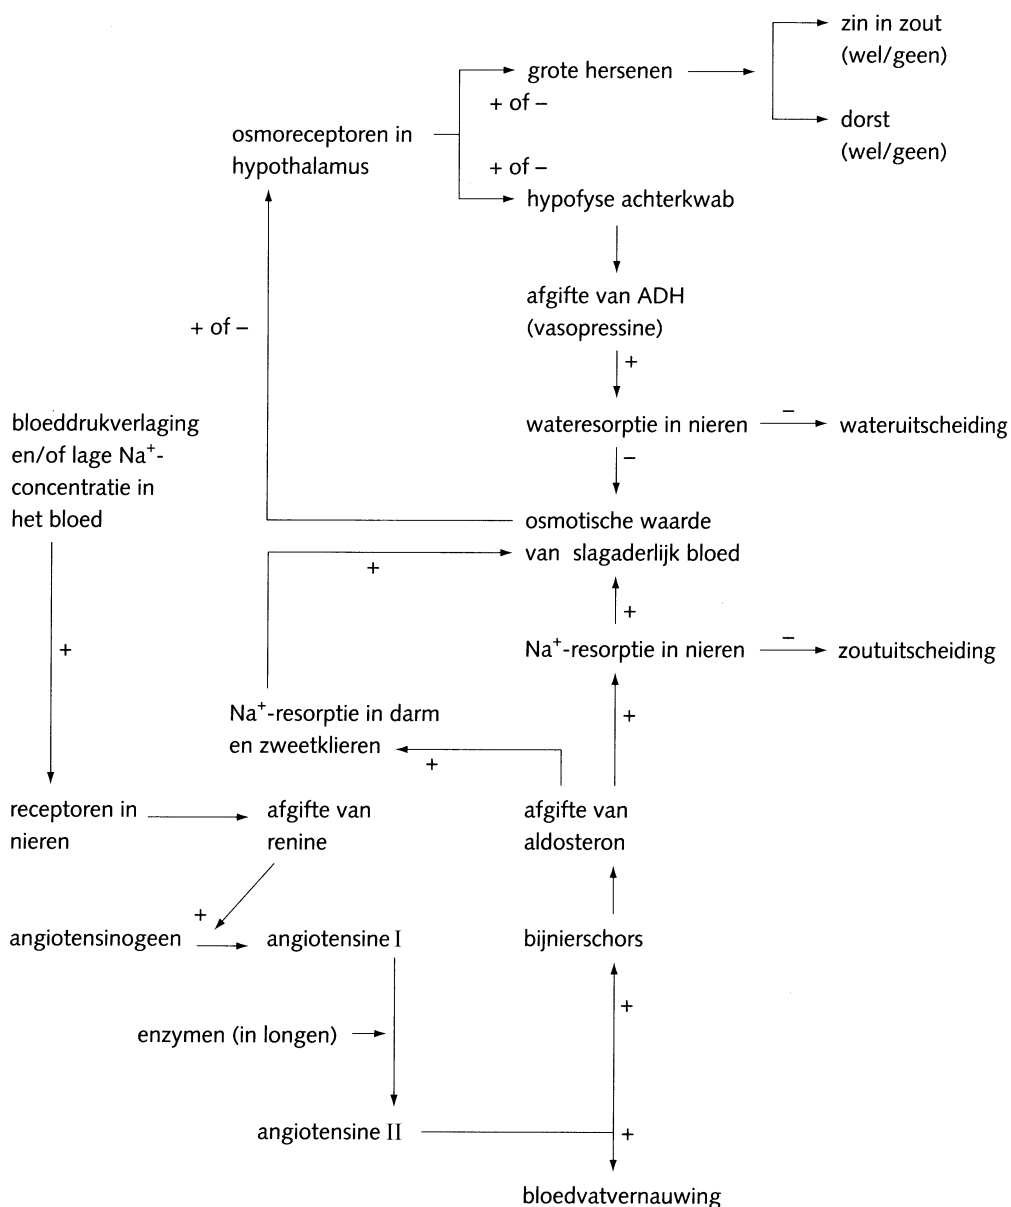 zin in zout
(wel/geen)
grote hersenen
+ of –
dorst
(wel/geen)
osmoreceptoren in
hypothalamus
+ of –
hypofyse achterkwab
afgifte van ADH
(vasopressine)
+ of –
+
bloeddrukverlaging
en/of lage Na⁺-
concentratie in
het bloed
wateresorptie in nieren
–
wateruitscheiding
–
osmotische waarde
van slagaderlijk bloed
+
+
+
Na⁺-resorptie in nieren
–
zoutuitscheiding
Na⁺-resorptie in darm
en zweetklieren
+
+
receptoren in
nieren
afgifte van
renine
afgifte van
aldosteron
+
angiotensinogeen
angiotensine I
bijnierschors
+
enzymen (in longen)
angiotensine II
+
bloedvatvernauwing